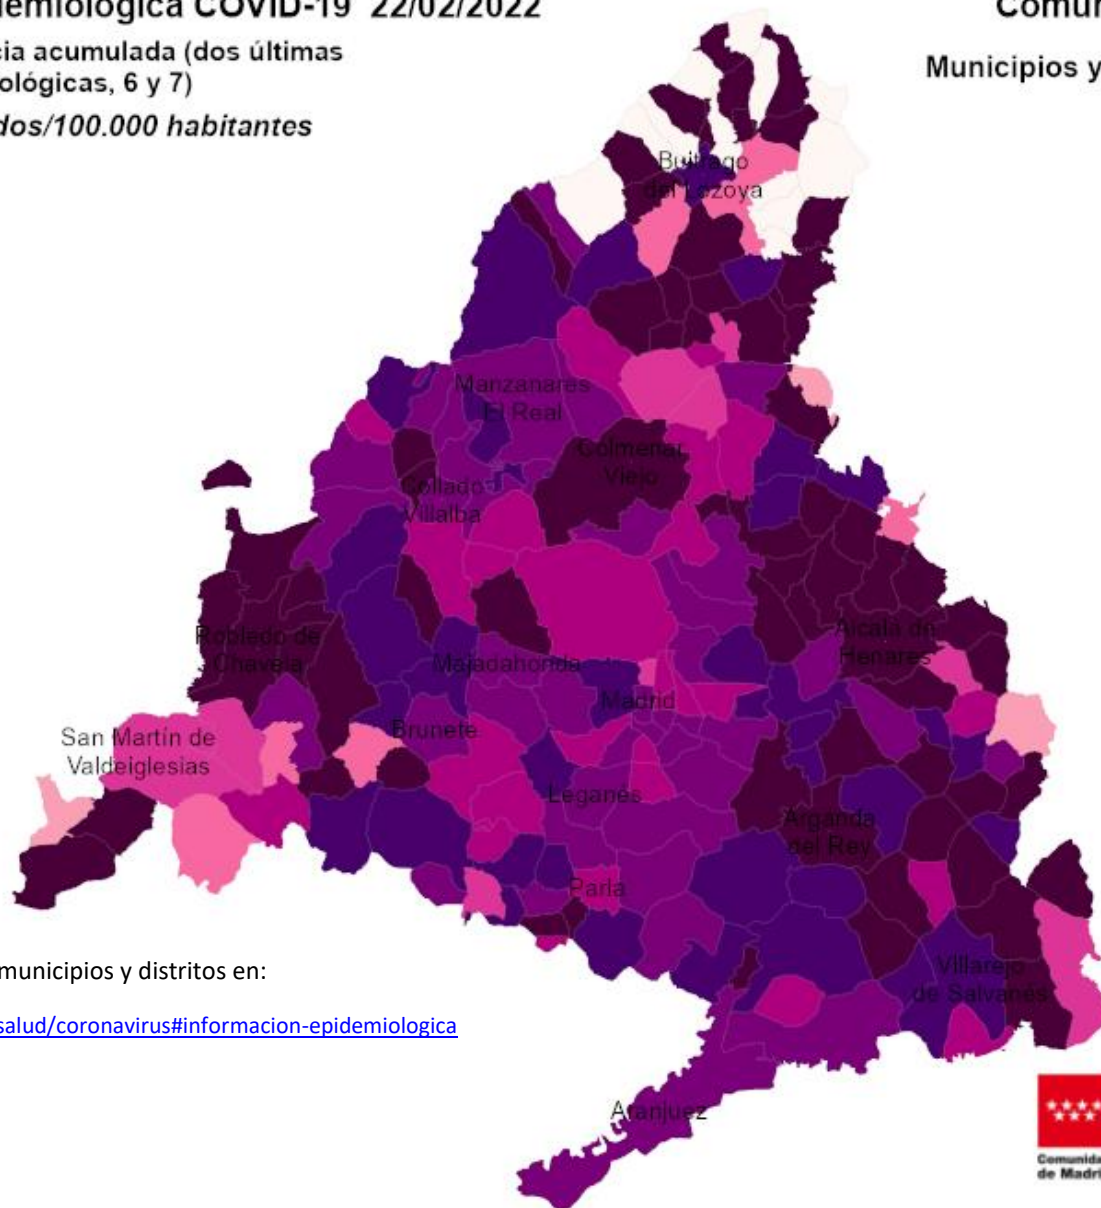 demiológica COVID-19 22/02/2022
Comun
cia acumulada (dos últimas
ológicas, 6 y 7)
Municipios y
dos/100.000 habitantes
Buitrago
del Lozoya
Manzanares
El Real
Colmenar
Viejo
Collado
Villalba
Robledo de
Chavela
Alcalá de
Henares
Majadahonda
Madrid
San Martín de
Valdeiglesias
Brunete
Leganés
Arganda
del Rey
Parla
Villarejo
de Salvanés
municipios y distritos en:
salud/coronavirus#informacion-epidemiologica
Aranjuez
Comunida
de Madri